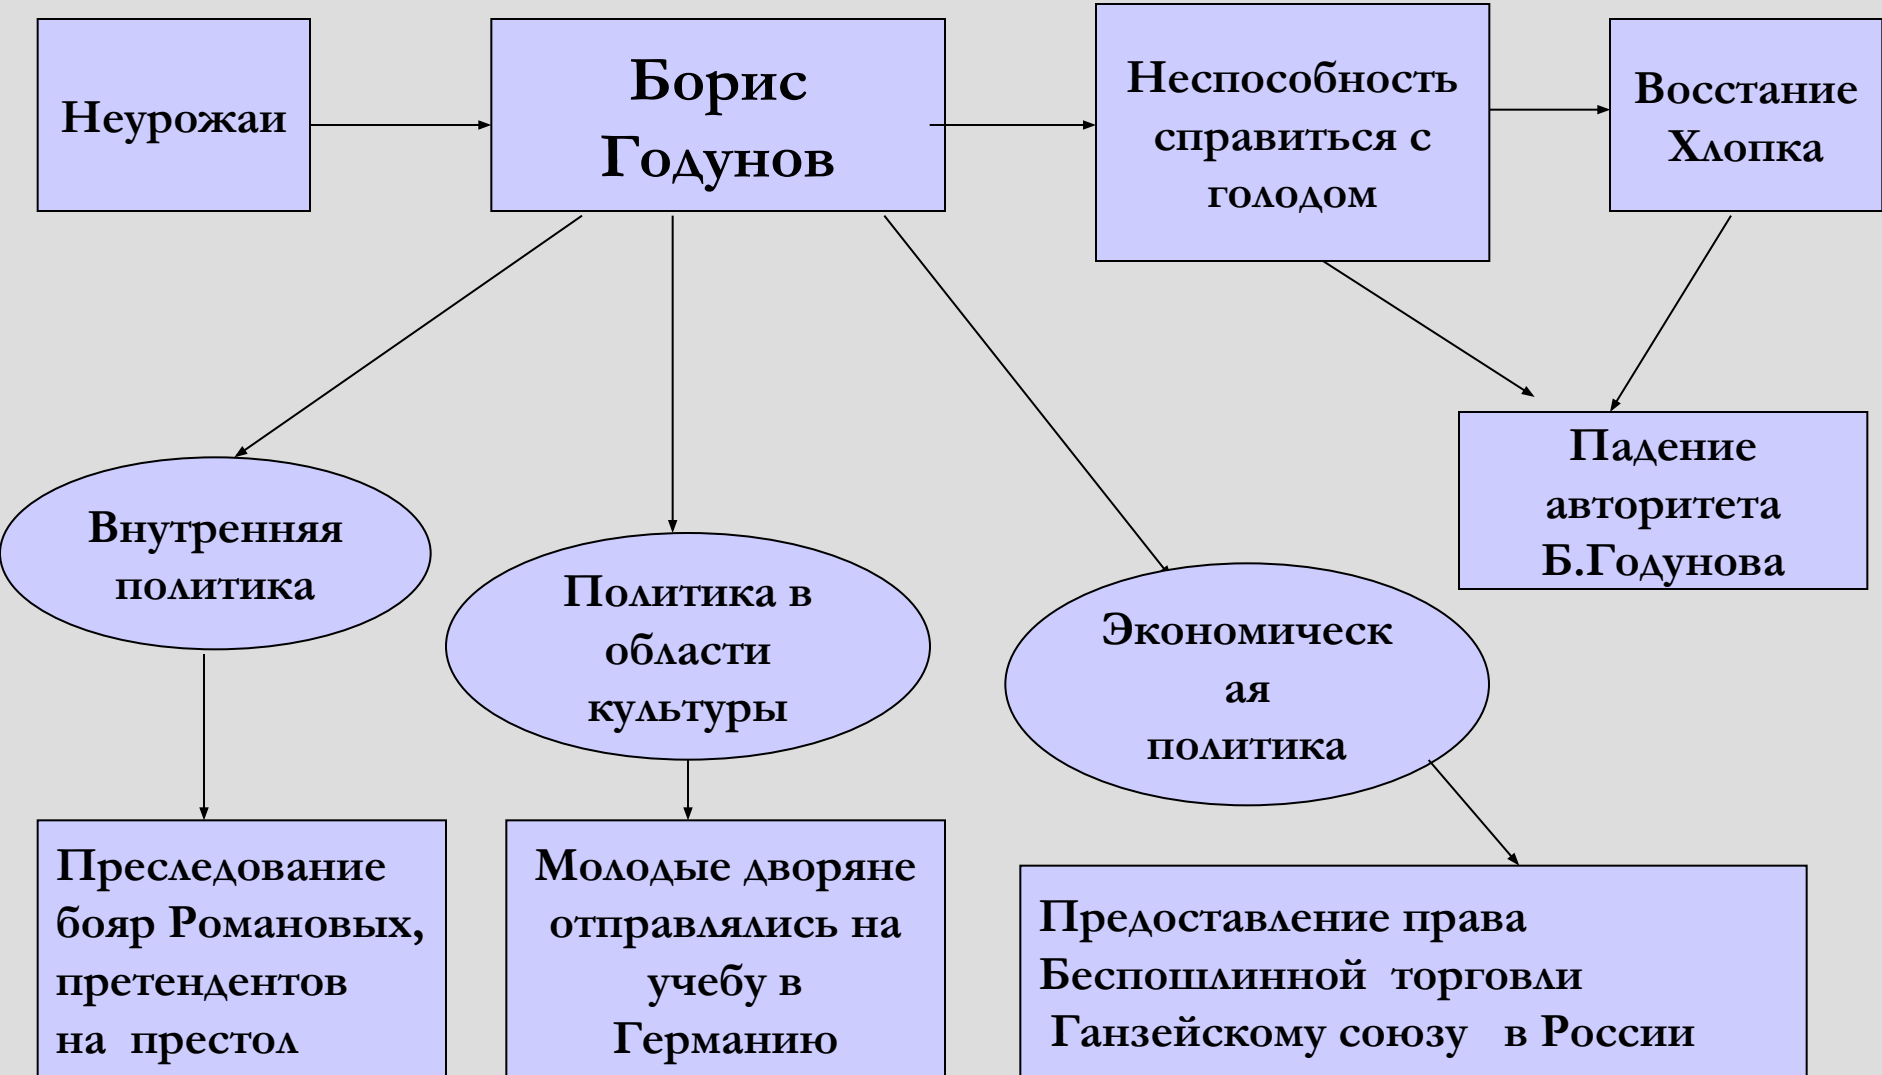 Неурожаи
Борис
Годунов
Неспособность
справиться с
голодом
Восстание
Хлопка
Падение
авторитета
Б.Годунова
Внутренняя
политика
Политика в
области
культуры
Экономическ
ая
политика
Преследование
бояр Романовых,
претендентов
на престол
Молодые дворяне
отправлялись на
учебу в
Германию
Предоставление права
Беспошлинной торговли
Ганзейскому союзу в России